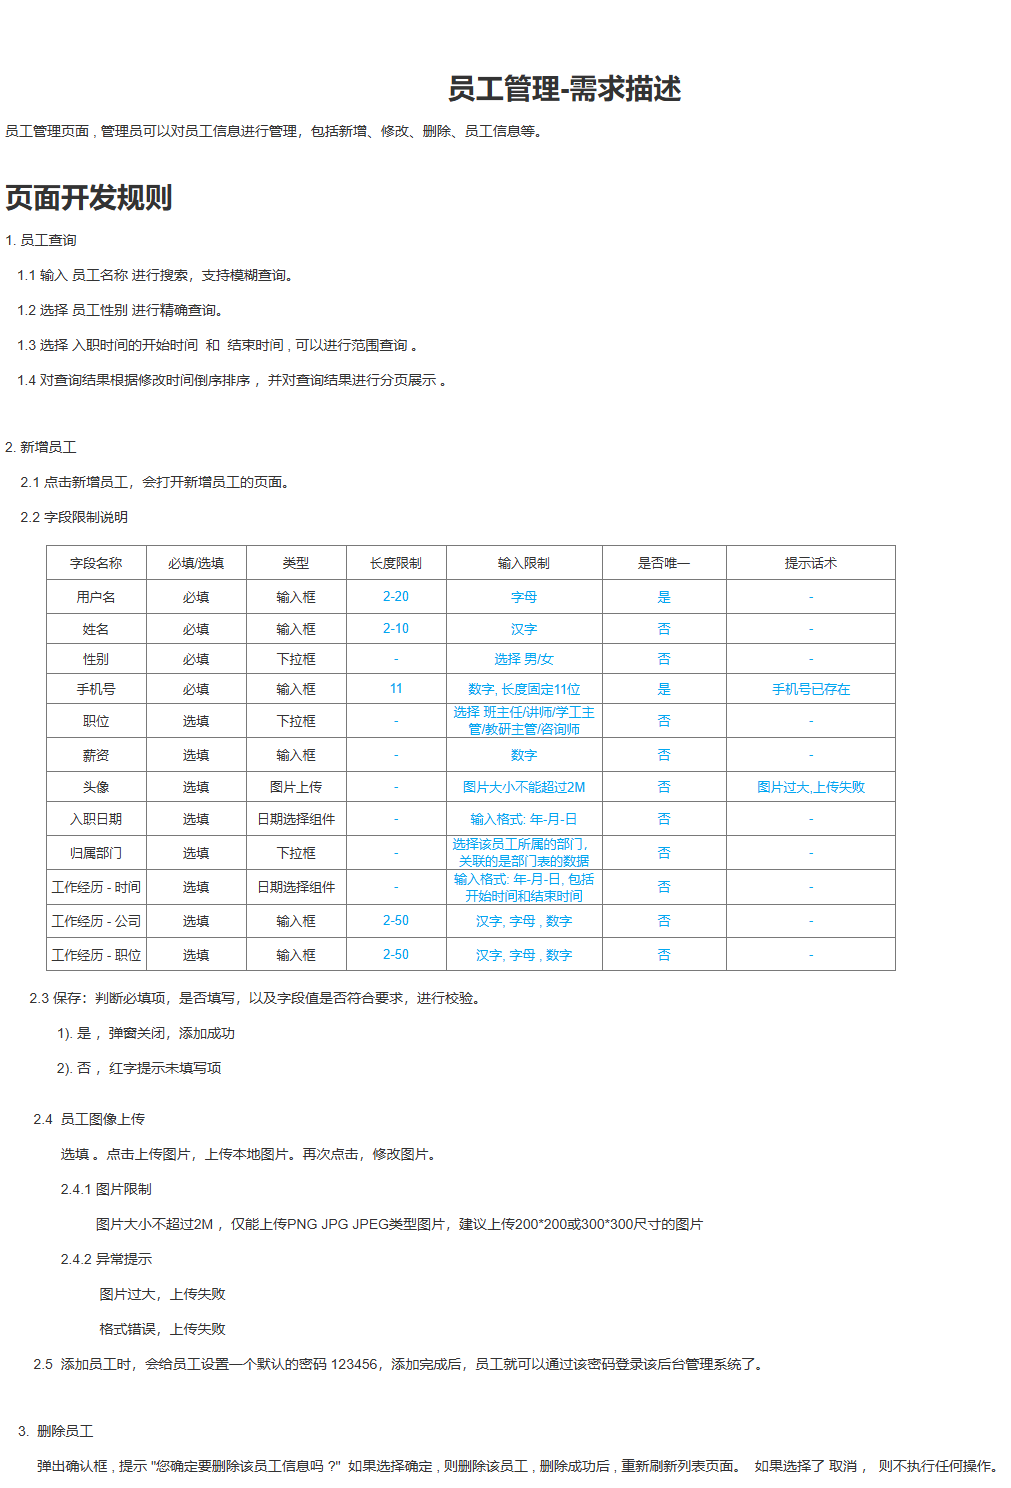 员工管理-需求描述
员工管理页面 , 管理员可以对员工信息进行管理，包括新增、修改、删除、员工信息等。
页面开发规则
1. 员工查询
1.1 输入 员工名称 进行搜索，支持模糊查询。
1.2 选择 员工性别 进行精确查询。
1.3 选择 入职时间的开始时间 和 结束时间 , 可以进行范围查询 。
1.4 对查询结果根据修改时间倒序排序 ，并对查询结果进行分页展示 。
2. 新增员工
2.1 点击新增员工，会打开新增员工的页面。
2.2 字段限制说明
字段名称 必填/选填 类型 长度限制 输入限制 是否唯一 提示话术
用户名 必填 输入框 2-20 字母 是 -
姓名 必填 输入框 2-10 汉字 否 -
性别 必填 下拉框 - 选择 男/女 否 -
手机号 必填 输入框 11 数字, 长度固定11位 是 手机号已存在
职位 选填 下拉框 - 选择 班主任/讲师/学工主
管/教研主管/咨询师 否 -
薪资 选填 输入框 - 数字 否 -
头像 选填 图片上传 - 图片大小不能超过2M 否 图片过大,上传失败
入职日期 选填 日期选择组件 - 输入格式: 年-月-日 否 -
归属部门 选填 下拉框 - 选择该员工所属的部门，
关联的是部门表的数据 否 -
工作经历 - 时间 选填 日期选择组件 - 输入格式: 年-月-日, 包括
开始时间和结束时间 否 -
工作经历 - 公司 选填 输入框 2-50 汉字, 字母 , 数字 否 -
工作经历 - 职位 选填 输入框 2-50 汉字, 字母 , 数字 否 -
2.3 保存：判断必填项，是否填写，以及字段值是否符合要求，进行校验。
1). 是 ，弹窗关闭，添加成功
2). 否 ，红字提示未填写项
2.4 员工图像上传
选填 。点击上传图片，上传本地图片。再次点击，修改图片。
2.4.1 图片限制
图片大小不超过2M ，仅能上传PNG JPG JPEG类型图片，建议上传200*200或300*300尺寸的图片
2.4.2 异常提示
图片过大，上传失败
格式错误，上传失败
2.5 添加员工时，会给员工设置一个默认的密码 123456，添加完成后，员工就可以通过该密码登录该后台管理系统了。
3. 删除员工
弹出确认框 , 提示 "您确定要删除该员工信息吗 ?" 如果选择确定 , 则删除该员工 , 删除成功后 , 重新刷新列表页面。 如果选择了 取消 ， 则不执行任何操作。